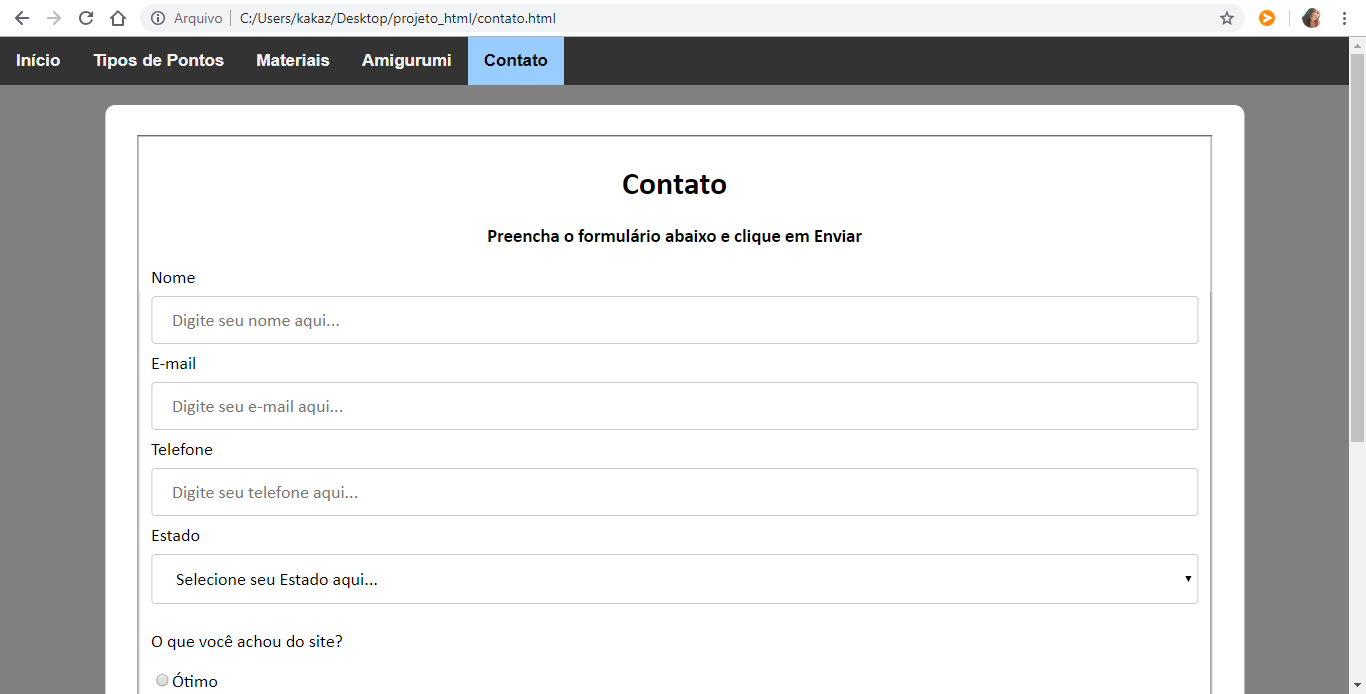 Arquivo C:/Users/kakaz/Desktop/projeto_html/contato.html
Início Tipos de Pontos Materiais Amigurumi Contato
Contato
Preencha o formulário abaixo e clique em Enviar
Nome
Digite seu nome aqui...
E-mail
Digite seu e-mail aqui...
Telefone
Digite seu telefone aqui...
Estado
Selecione seu Estado aqui...
O que você achou do site?
Ótimo